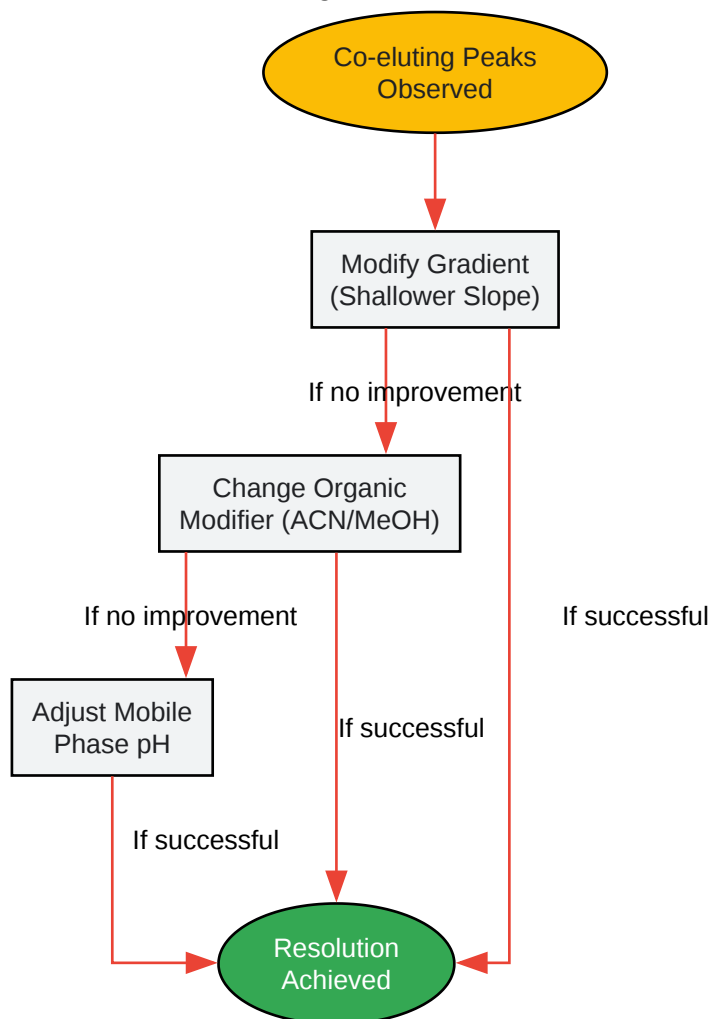 Co-eluting Peaks
Observed
Modify Gradient
(Shallower Slope)
If no improvement
Change Organic
Modifier (ACN/MeOH)
If no improvement
If successful
Adjust Mobile
Phase pH
If successful
If successful
Resolution
Achieved